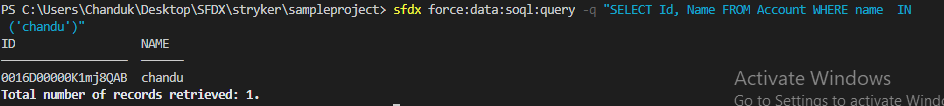 PS C:\Users\Chanduk\Desktop\SFDX\stryker\sampleproject> sfdx force:data:soql:query -q "SELECT Id, Name FROM Account WHERE name  IN
 ('chandu')"
ID                  NAME
──────────────────  ──────
0016D00000K1mj8QAB  chandu
Total number of records retrieved: 1.
Activate Windows
Go to Settings to activate Wind